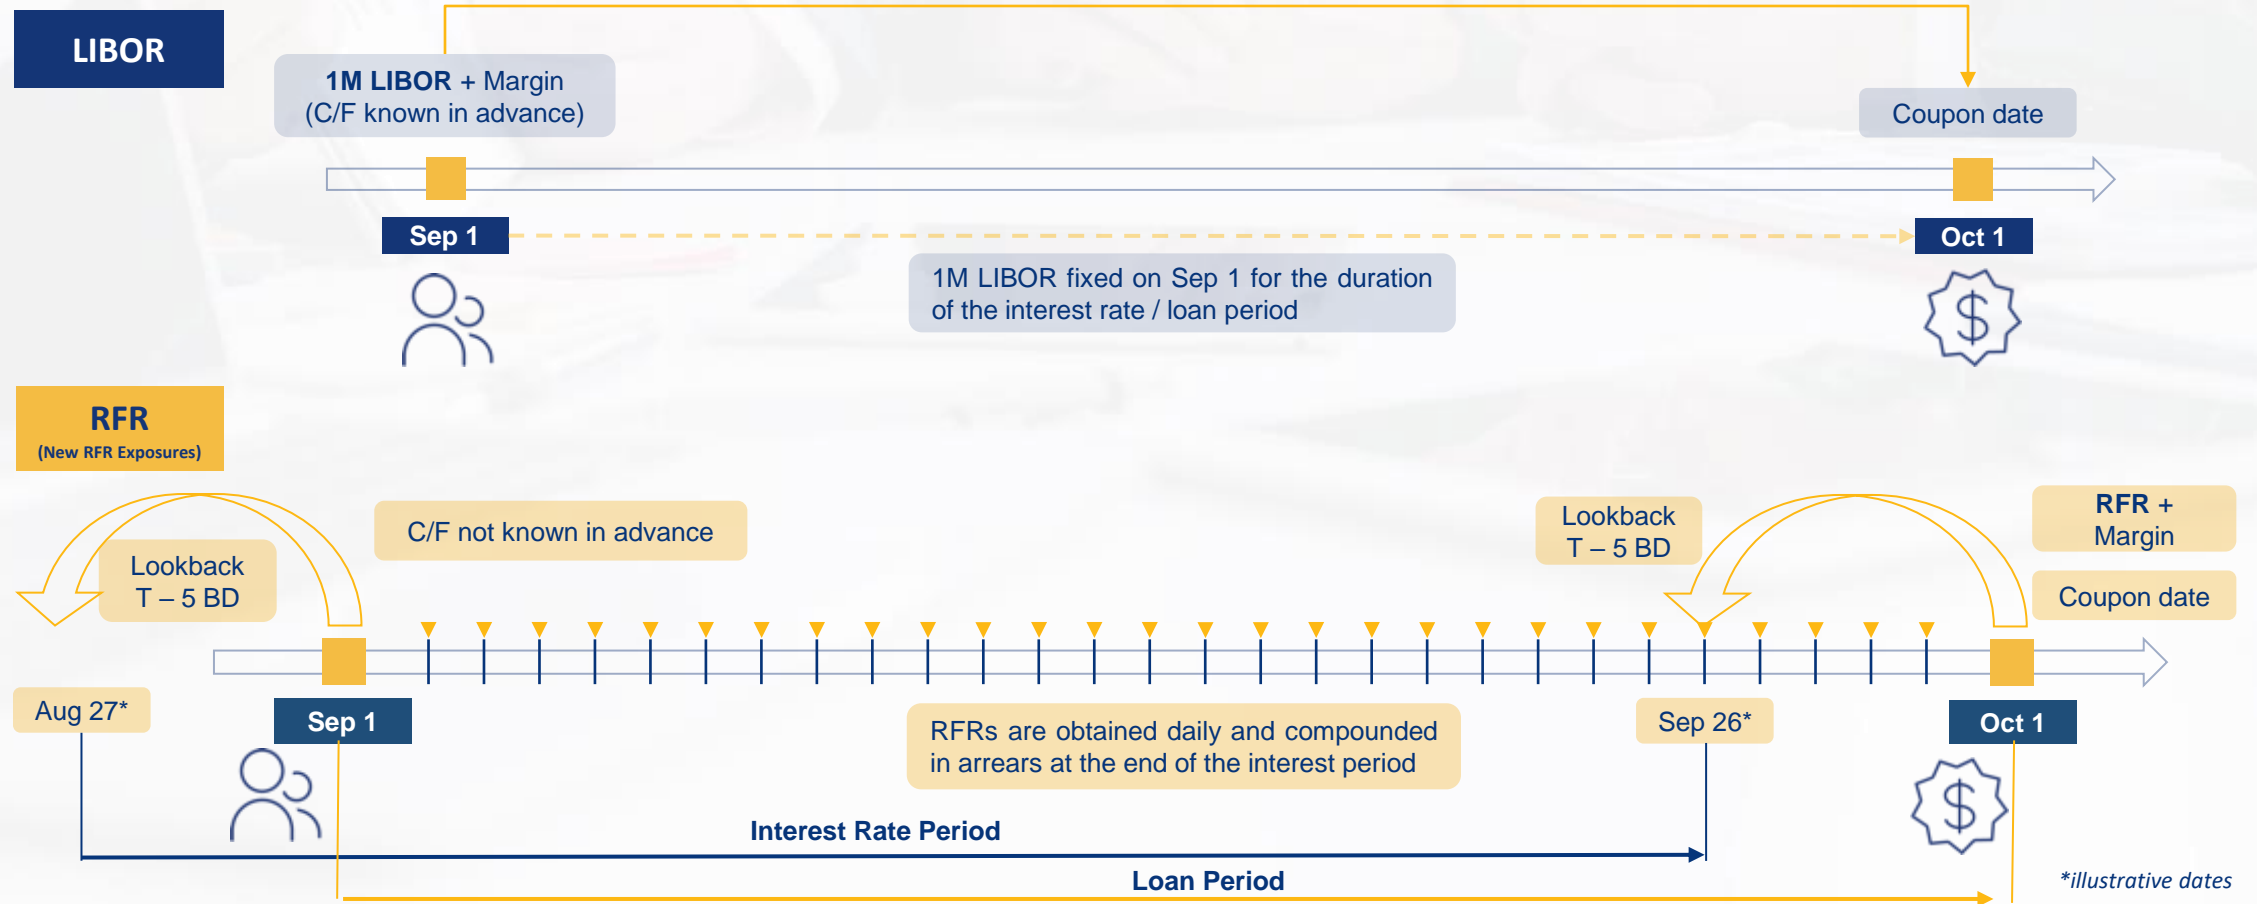 LIBOR
1M LIBOR + Margin
(C/F known in advance)
Coupon date
Sep 1
Oct 1
1M LIBOR fixed on Sep 1 for the duration
of the interest rate / loan period
$
RFR
(New RFR Exposures)
C/F not known in advance
Lookback
T – 5 BD
Lookback
T – 5 BD
RFR +
Margin
Coupon date
Aug 27*
Sep 1
RFRs are obtained daily and compounded
in arrears at the end of the interest period
Sep 26*
Oct 1
$
Interest Rate Period
Loan Period
*illustrative dates